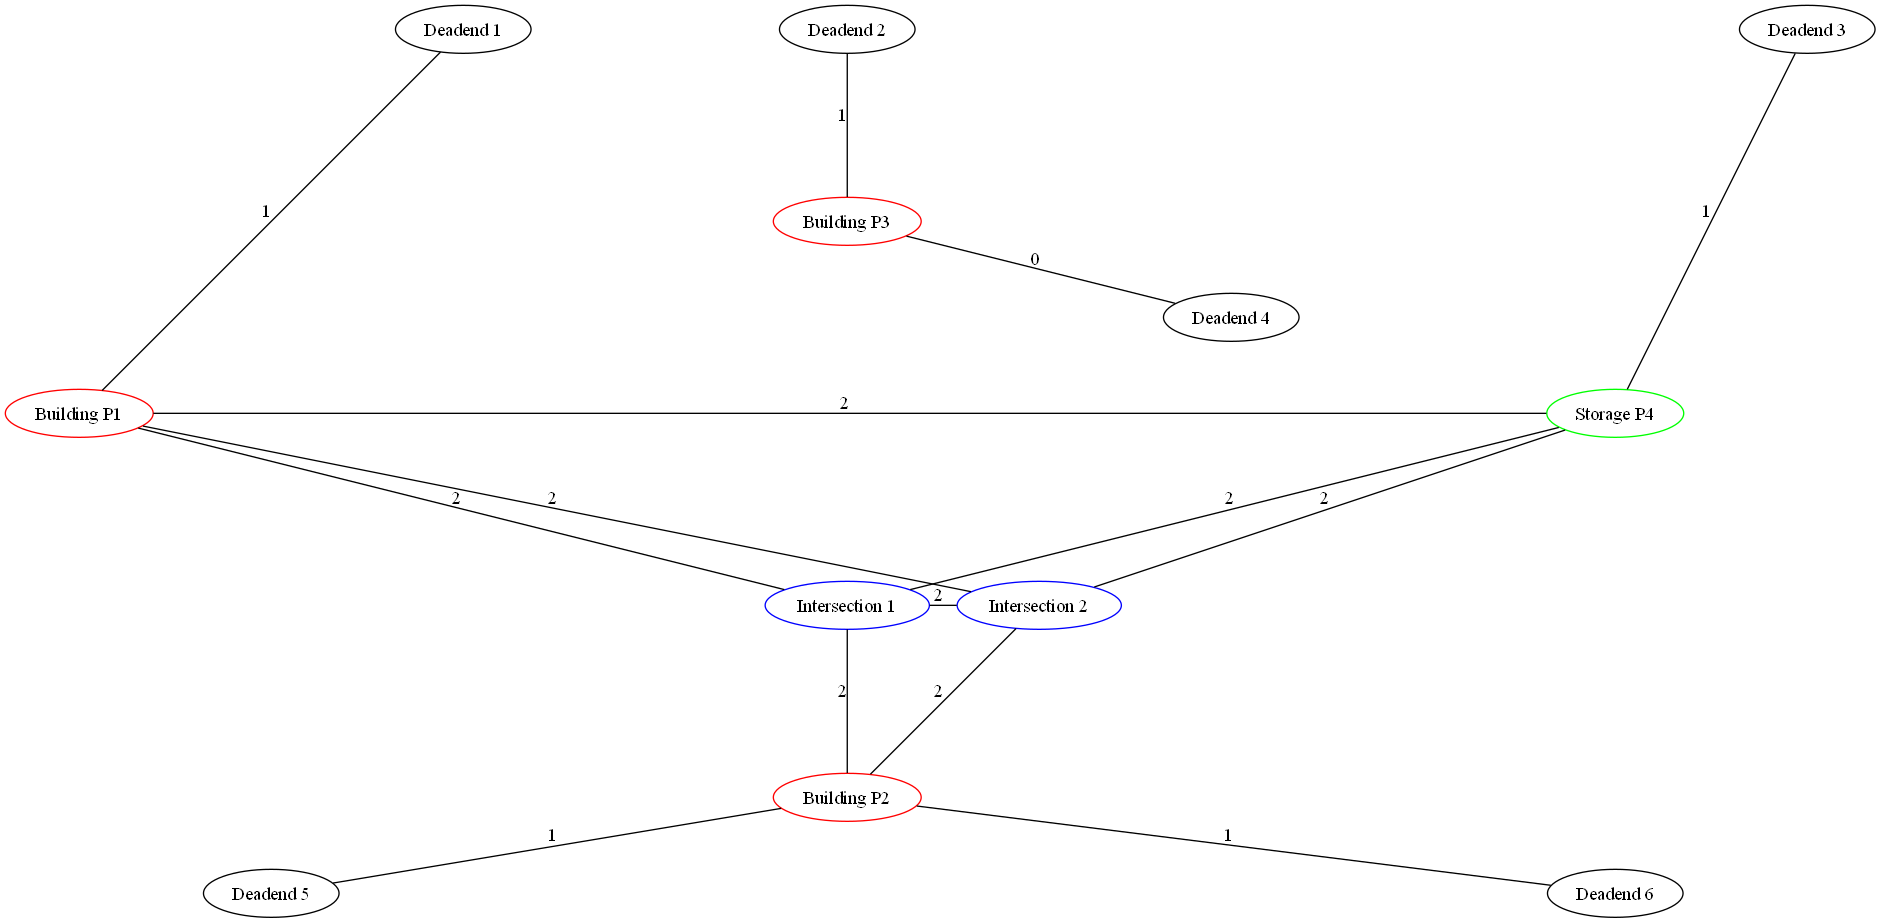 Deadend 1
Deadend 2
Deadend 3
1
1
1
Building P3
0
Deadend 4
2
Building P1
Storage P4
2
2
2
2
2
Intersection 1
Intersection 2
2
2
Building P2
1
1
Deadend 5
Deadend 6